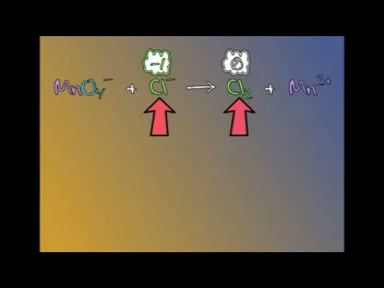 -1 0
MnO₄⁻ + Cl⁻ → Cl₂ + Mn²⁺